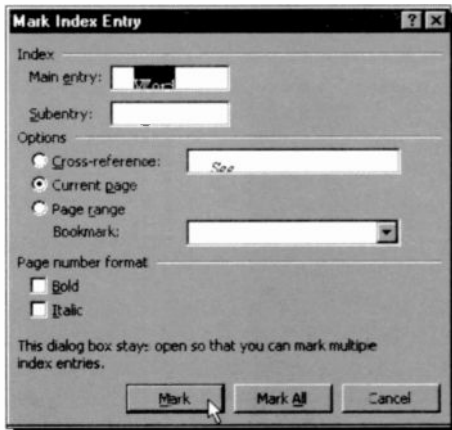 Mark Index Entry
Index
Main entry: Word
Subentry:
Options
Cross-reference: See
Current page
Page range
Bookmark:
Page number format
Bold
Italic
This dialog box stays open so that you can mark multiple
index entries.
Mark Mark All Cancel